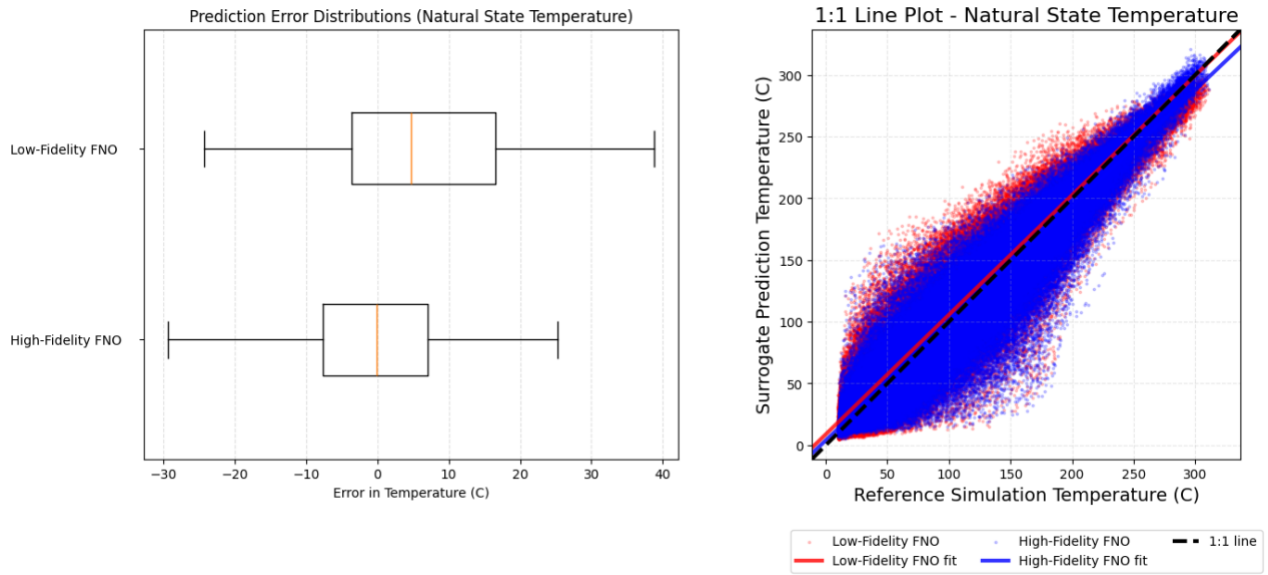 Prediction Error Distributions (Natural State Temperature)
Low-Fidelity FNO
High-Fidelity FNO
−30 −20 −10 0 10 20 30 40
Error in Temperature (C)
1:1 Line Plot - Natural State Temperature
Surrogate Prediction Temperature (C)
300
250
200
150
100
50
0
0 50 100 150 200 250 300
Reference Simulation Temperature (C)
Low-Fidelity FNO High-Fidelity FNO 1:1 line
Low-Fidelity FNO fit High-Fidelity FNO fit